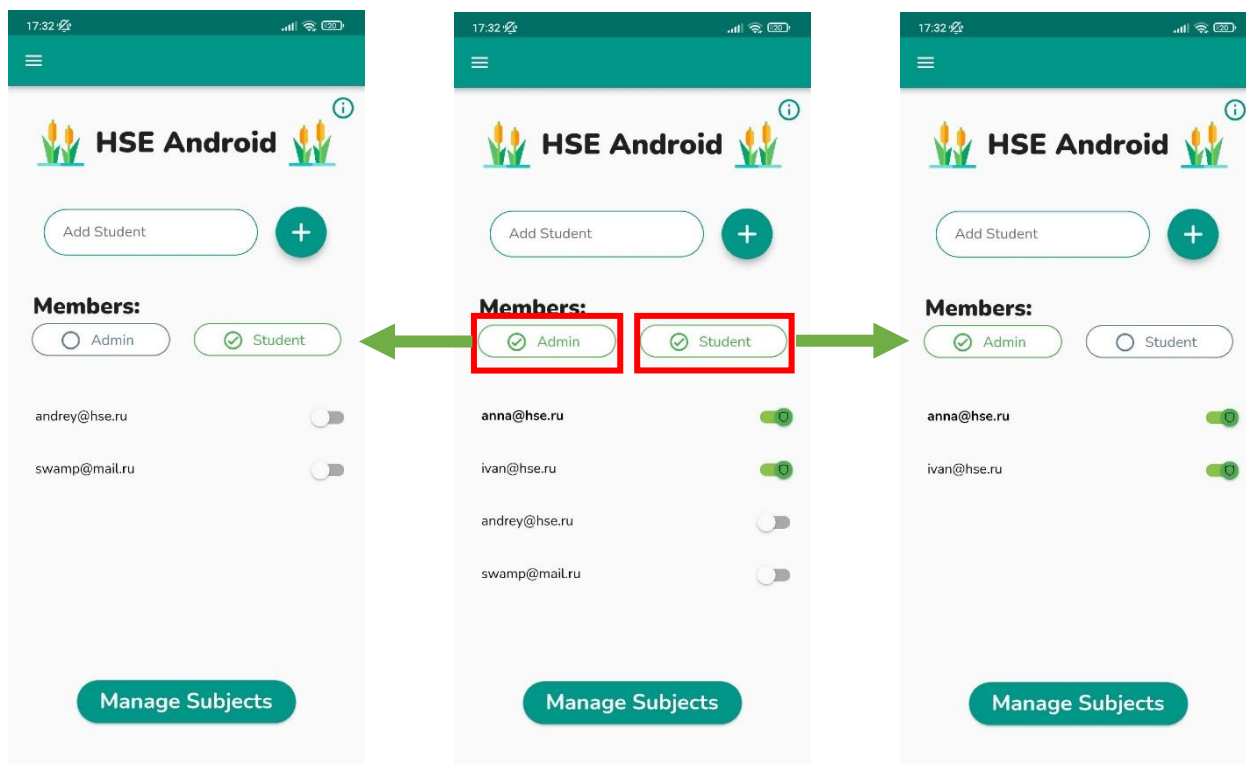 17:32
20
HSE Android
Add Student
Members:
Admin
Student
andrey@hse.ru
swamp@mail.ru
Manage Subjects
17:32
20
HSE Android
Add Student
Members:
Admin
Student
anna@hse.ru
ivan@hse.ru
andrey@hse.ru
swamp@mail.ru
Manage Subjects
17:32
20
HSE Android
Add Student
Members:
Admin
Student
anna@hse.ru
ivan@hse.ru
Manage Subjects